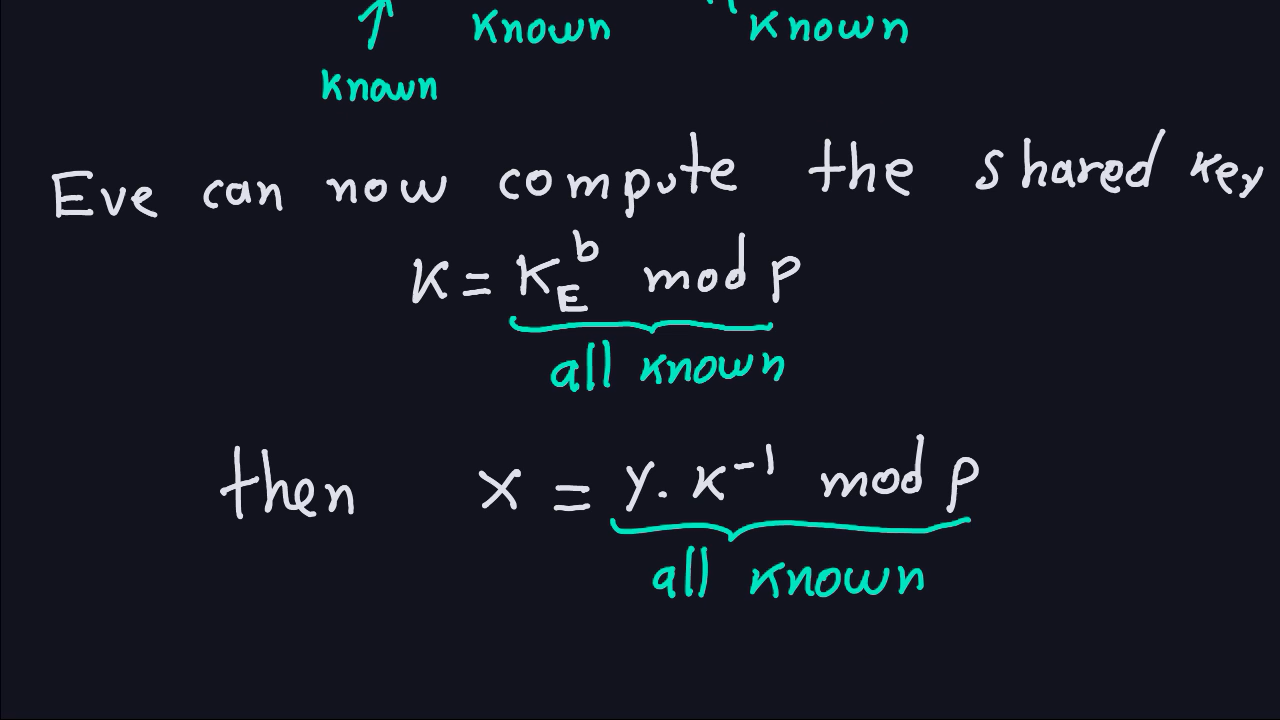 known known
known
Eve can now compute the shared key
K = K_E^b mod p
all known
then x = y. K^-1 mod p
all known